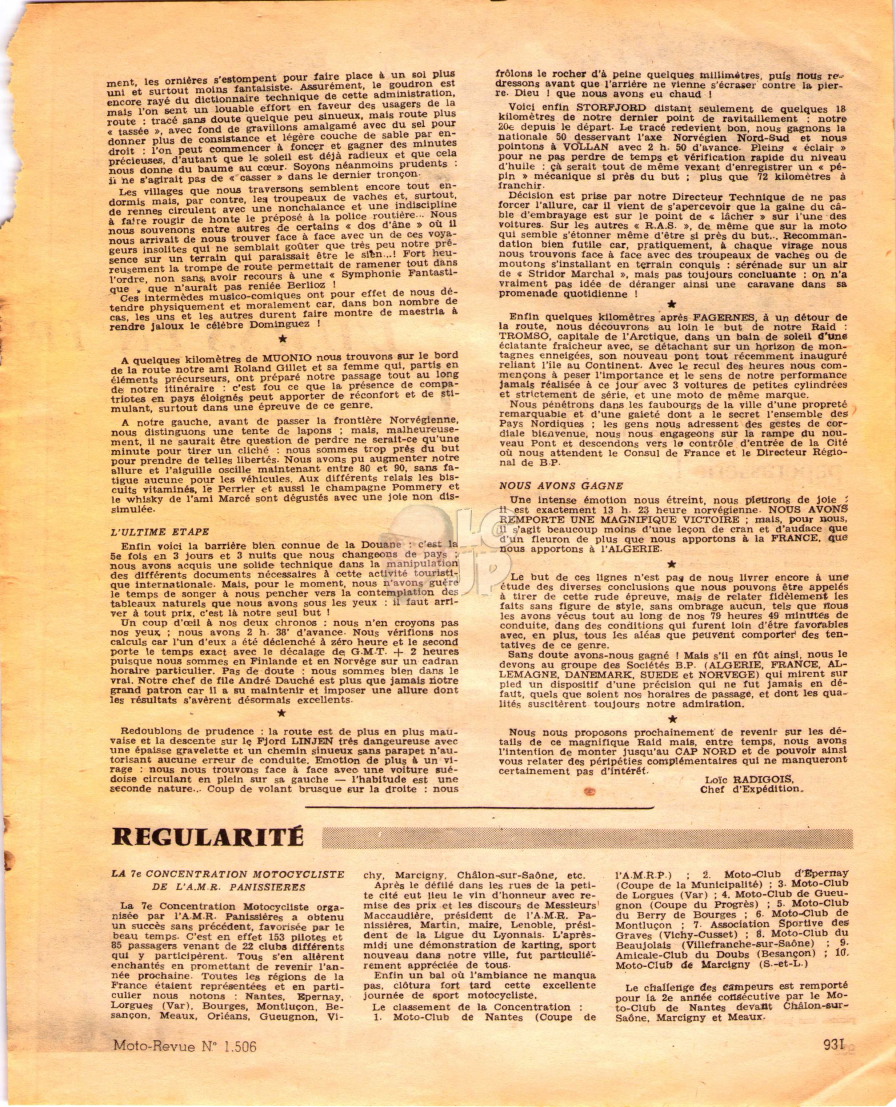 ment, les ornières s'estompent pour faire place à un sol plus
uni et surtout moins fantaisiste. Assurément, le goudron est
encore rayé du dictionnaire technique de cette administration,
mais l'on sent un louable effort en faveur des usagers de la
route : tracé sans doute quelque peu sinueux, mais route plus
« tassée », avec fond de gravillons amalgamé avec du sel pour
donner plus de consistance et légère couche de sable par en-
droit : l'on peut commencer à foncer et gagner des minutes
précieuses, d'autant que le soleil est déjà radieux et que cela
nous donne du baume au cœur. Soyons néanmoins prudents :
il ne s'agirait pas de « casser » dans le dernier tronçon.
Les villages que nous traversons semblent encore tout en-
dormis mais, par contre, les troupeaux de vaches et, surtout,
de rennes circulent avec une nonchalance et une indiscipline
à faire rougir de honte le préposé à la police routière... Nous
nous souvenons entre autres de certains « dos d'âne » où il
nous arrivait de nous trouver face à face avec un de ces voya-
geurs insolites qui ne semblait goûter que très peu notre pré-
sence sur un terrain qui paraissait être le sien...! Fort heu-
reusement la trompe de route permettait de ramener tout dans
l'ordre, non sans avoir recours à une « Symphonie Fantasti-
que » que n'aurait pas reniée Berlioz !
Ces intermèdes musico-comiques ont pour effet de nous dé-
tendre physiquement et moralement car, dans bon nombre de
cas, les uns et les autres durent faire montre de maestria à
rendre jaloux le célèbre Dominguez !
★
A quelques kilomètres de MUONIO nous trouvons sur le bord
de la route notre ami Roland Gillet et sa femme qui, partis en
éléments précurseurs, ont préparé notre passage tout au long
de notre itinéraire : c'est fou ce que la présence de compa-
triotes en pays éloignés peut apporter de réconfort et de sti-
mulant, surtout dans une épreuve de ce genre.
A notre gauche, avant de passer la frontière Norvégienne,
nous distinguons une tente de lapons ; mais, malheureuse-
ment, il ne saurait être question de perdre ne serait-ce qu'une
minute pour tirer un cliché : nous sommes trop près du but
pour prendre de telles libertés. Nous avons pu augmenter notre
allure et l'aiguille oscille maintenant entre 80 et 90, sans fa-
tigue aucune pour les véhicules. Aux différents relais les bis-
cuits vitaminés, le Perrier et aussi le champagne Pommery et
le whisky de l'ami Marcé sont dégustés avec une joie non dis-
simulée.
L'ULTIME ETAPE
Enfin voici la barrière bien connue de la Douane : c'est la
5e fois en 3 jours et 3 nuits que nous changeons de pays ;
nous avons acquis une solide technique dans la manipulation
des différents documents nécessaires à cette activité touristi-
que internationale. Mais, pour le moment, nous n'avons guère
le temps de songer à nous pencher vers la contemplation des
tableaux naturels que nous avons sous les yeux : il faut arri-
ver à tout prix, c'est là notre seul but !
Un coup d'œil à nos deux chronos : nous n'en croyons pas
nos yeux ; nous avons 2 h. 38' d'avance. Nous vérifions nos
calculs car l'un d'eux a été déclenché à zéro heure et le second
porte le temps exact avec le décalage de G.M.T. + 2 heures
puisque nous sommes en Finlande et en Norvège sur un cadran
horaire particulier. Pas de doute : nous sommes bien dans le
vrai. Notre chef de file André Dauché est plus que jamais notre
grand patron car il a su maintenir et imposer une allure dont
les résultats s'avèrent désormais excellents.
★
Redoublons de prudence : la route est de plus en plus mau-
vaise et la descente sur le Fjord LINJEN très dangereuse avec
une épaisse gravelette et un chemin sinueux sans parapet n'au-
torisant aucune erreur de conduite. Emotion de plus à un vi-
rage : nous nous trouvons face à face avec une voiture sué-
doise circulant en plein sur sa gauche — l'habitude est une
seconde nature... Coup de volant brusque sur la droite : nous
frôlons le rocher d'à peine quelques millimètres, puis nous re-
dressons avant que l'arrière ne vienne s'écraser contre la pier-
re. Dieu ! que nous avons eu chaud !
Voici enfin STORFJORD distant seulement de quelques 18
kilomètres de notre dernier point de ravitaillement : notre
20e depuis le départ. Le tracé redevient bon, nous gagnons la
nationale 50 desservant l'axe Norvégien Nord-Sud et nous
pointons à VOLLAN avec 2 h. 50 d'avance. Pleins « éclair »
pour ne pas perdre de temps et vérification rapide du niveau
d'huile : çà serait tout de même vexant d'enregistrer un « pé-
pin » mécanique si près du but ; plus que 72 kilomètres à
franchir.
Décision est prise par notre Directeur Technique de ne pas
forcer l'allure, car il vient de s'apercevoir que la gaine du câ-
ble d'embrayage est sur le point de « lâcher » sur l'une des
voitures. Sur les autres « R.A.S. », de même que sur la moto
qui semble s'étonner même d'être si près du but... Recomman-
dation bien futile car, pratiquement, à chaque virage nous
nous trouvons face à face avec des troupeaux de vaches ou de
moutons s'installant en terrain conquis : sérénade sur un air
de « Stridor Marchal », mais pas toujours concluante : on n'a
vraiment pas idée de déranger ainsi une caravane dans sa
promenade quotidienne !
★
Enfin quelques kilomètres après FAGERNES, à un détour de
la route, nous découvrons au loin le but de notre Raid :
TROMSÖ, capitale de l'Arctique, dans un bain de soleil d'une
éclatante fraîcheur avec, se détachant sur un horizon de mon-
tagnes enneigées, son nouveau pont tout récemment inauguré
reliant l'île au Continent. Avec le recul des heures nous com-
mençons à peser l'importance et le sens de notre performance
jamais réalisée à ce jour avec 3 voitures de petites cylindrées
et strictement de série, et une moto de même marque.
Nous pénétrons dans les faubourgs de la ville d'une propreté
remarquable et d'une gaieté dont a le secret l'ensemble des
Pays Nordiques ; les gens nous adressent des gestes de cor-
diale bienvenue, nous nous engageons sur la rampe du nou-
veau Pont et descendons vers le contrôle d'entrée de la Cité
où nous attendent le Consul de France et le Directeur Régio-
nal de B.P.
NOUS AVONS GAGNE
Une intense émotion nous étreint, nous pleurons de joie :
il est exactement 13 h. 23 heure norvégienne. NOUS AVONS
REMPORTE UNE MAGNIFIQUE VICTOIRE ; mais, pour nous,
il s'agit beaucoup moins d'une leçon de cran et d'audace que
d'un fleuron de plus que nous apportons à la FRANCE, que
nous apportons à l'ALGERIE.
★
Le but de ces lignes n'est pas de nous livrer encore à une
étude des diverses conclusions que nous pouvons être appelés
à tirer de cette rude épreuve, mais de relater fidèlement les
faits sans figure de style, sans ombrage aucun, tels que nous
les avons vécus tout au long de nos 79 heures 49 minutes de
conduite, dans des conditions qui furent loin d'être favorables
avec, en plus, tous les aléas que peuvent comporter des ten-
tatives de ce genre.
Sans doute avons-nous gagné ! Mais s'il en fût ainsi, nous le
devons au groupe des Sociétés B.P. (ALGERIE, FRANCE, AL-
LEMAGNE, DANEMARK, SUEDE et NORVEGE) qui mirent sur
pied un dispositif d'une précision qui ne fut jamais en dé-
faut, quels que soient nos horaires de passage, et dont les qua-
lités suscitèrent toujours notre admiration.
★
Nous nous proposons prochainement de revenir sur les dé-
tails de ce magnifique Raid mais, entre temps, nous avons
l'intention de monter jusqu'au CAP NORD et de pouvoir ainsi
vous relater des péripéties complémentaires qui ne manqueront
certainement pas d'intérêt.
Loïc RADIGOIS,
Chef d'Expédition.
REGULARITÉ
LA 7e CONCENTRATION MOTOCYCLISTE
DE L'A.M.R. PANISSIERES
La 7e Concentration Motocycliste orga-
nisée par l'A.M.R. Panissières a obtenu
un succès sans précédent, favorisée par le
beau temps. C'est en effet 153 pilotes et
85 passagers venant de 22 clubs différents
qui y participèrent. Tous s'en allèrent
enchantés en promettant de revenir l'an-
née prochaine. Toutes les régions de la
France étaient représentées et en parti-
culier nous notons : Nantes, Epernay,
Lorgues (Var), Bourges, Montluçon, Be-
sançon, Meaux, Orléans, Gueugnon, Vi-
chy, Marcigny, Châlon-sur-Saône, etc.
Après le défilé dans les rues de la peti-
te cité eut lieu le vin d'honneur avec re-
mise des prix et les discours de Messieurs
Maccaudière, président de l'A.M.R. Pa-
nissières, Martin, maire, Lenoble, prési-
dent de la Ligue du Lyonnais. L'après-
midi une démonstration de karting, sport
nouveau dans notre ville, fut particuliè-
rement appréciée de tous.
Enfin un bal où l'ambiance ne manqua
pas, clôtura fort tard cette excellente
journée de sport motocycliste.
Le classement de la Concentration :
1. Moto-Club de Nantes (Coupe de
l'A.M.R.P.) ; 2. Moto-Club d'Epernay
(Coupe de la Municipalité) ; 3. Moto-Club
de Lorgues (Var) ; 4. Moto-Club de Gueu-
gnon (Coupe du Progrès) ; 5. Moto-Club
du Berry de Bourges ; 6. Moto-Club de
Montluçon ; 7. Association Sportive des
Graves (Vichy-Cusset) ; 8. Moto-Club du
Beaujolais (Villefranche-sur-Saône) ; 9.
Amicale-Club du Doubs (Besançon) ; 10.
Moto-Club de Marcigny (S.-et-L.)
Le challenge des campeurs est remporté
pour la 2e année consécutive par le Mo-
to-Club de Nantes devant Châlon-sur-
Saône, Marcigny et Meaux.
Moto-Revue N° 1.506
931